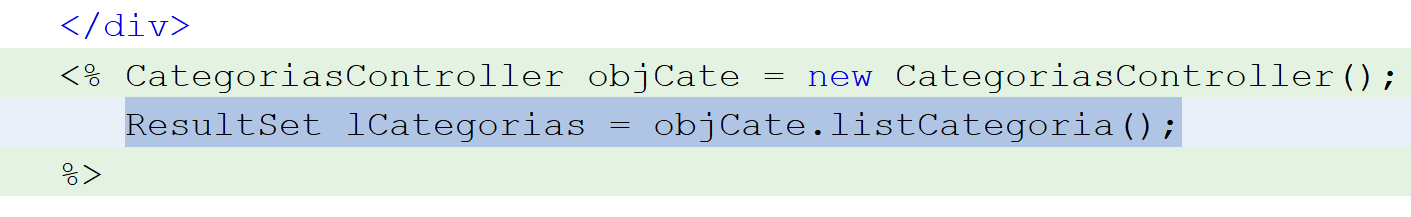 </div>
<% CategoriasController objCate = new CategoriasController();
ResultSet lCategorias = objCate.listCategoria();
%>